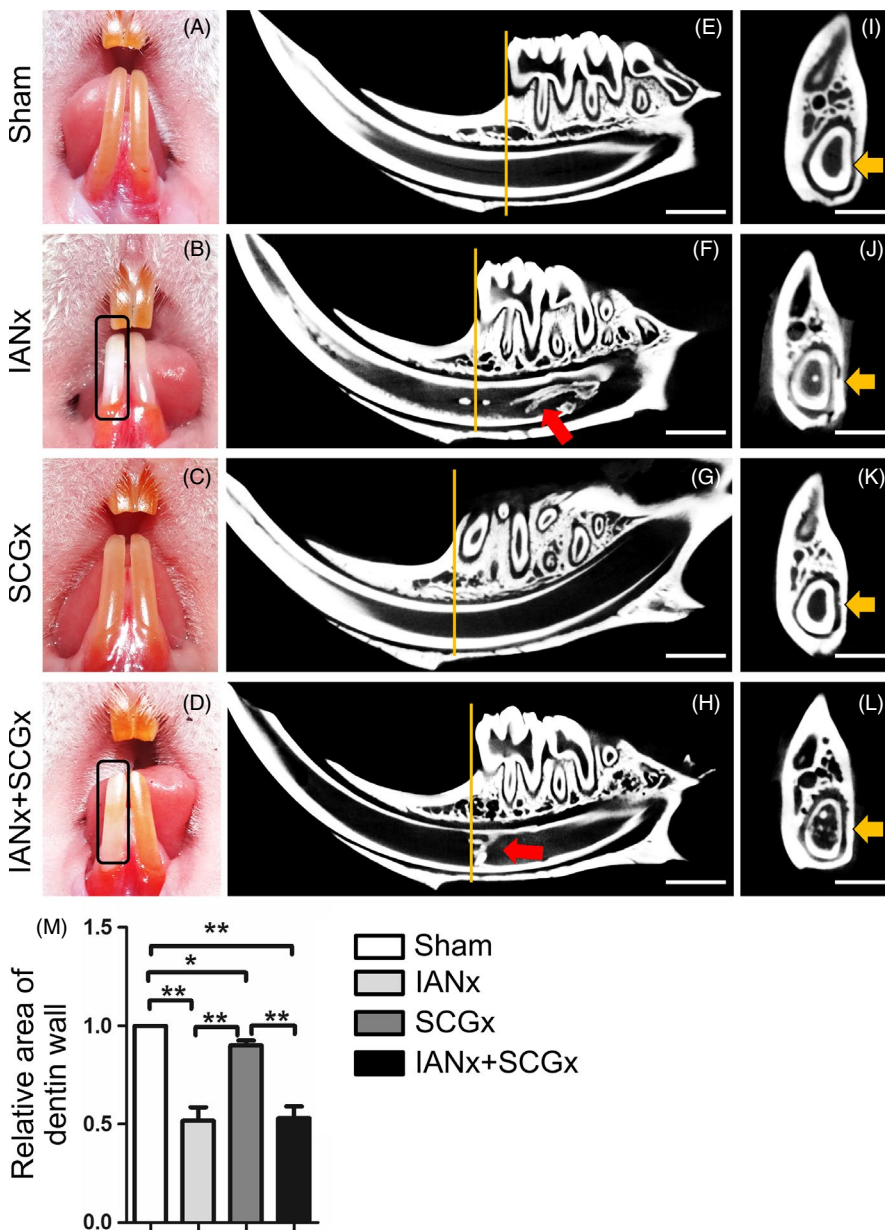 Sham
(A)
(E)
(I)
IANx
(B)
(F)
(J)
SCGx
(C)
(G)
(K)
IANx+SCGx
(D)
(H)
(L)
(M)
Relative area of
dentin wall
1.5
1.0
0.5
0.0
**
*
**
**
**
Sham
IANx
SCGx
IANx+SCGx